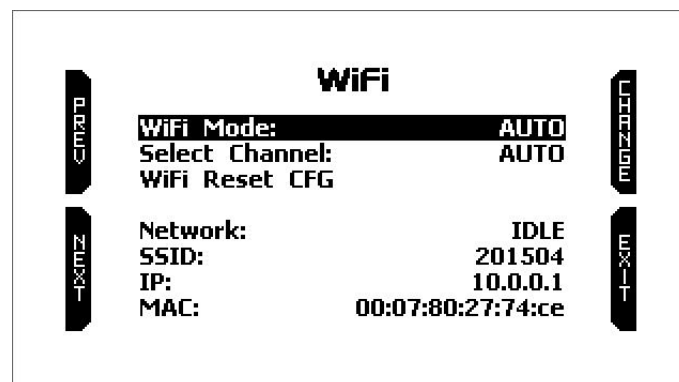 WiFi
PREV
CHANGE
WiFi Mode: AUTO
Select Channel: AUTO
WiFi Reset CFG
NEXT
EXIT
Network: IDLE
SSID: 201504
IP: 10.0.0.1
MAC: 00:07:80:27:74:ce